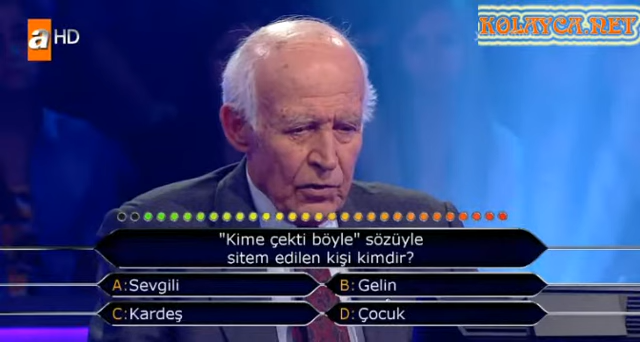 a HD
KOLAYCA.NET
"Kime çekti böyle" sözüyle
sitem edilen kişi kimdir?
A:Sevgili
B:Gelin
C:Kardeş
D:Çocuk